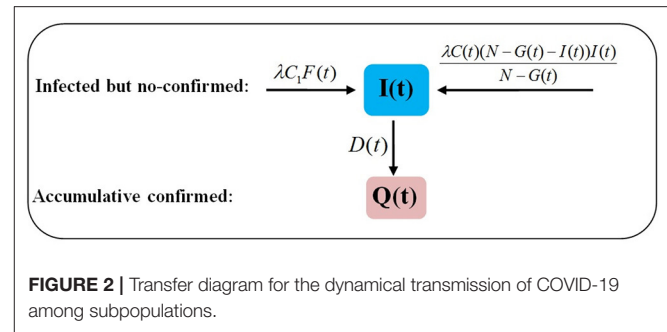 Infected but no-confirmed:
λC₁F(t)
I(t)
λC(t)(N−G(t)−I(t))I(t)
N−G(t)
D(t)
Accumulative confirmed:
Q(t)
FIGURE 2 | Transfer diagram for the dynamical transmission of COVID-19
among subpopulations.